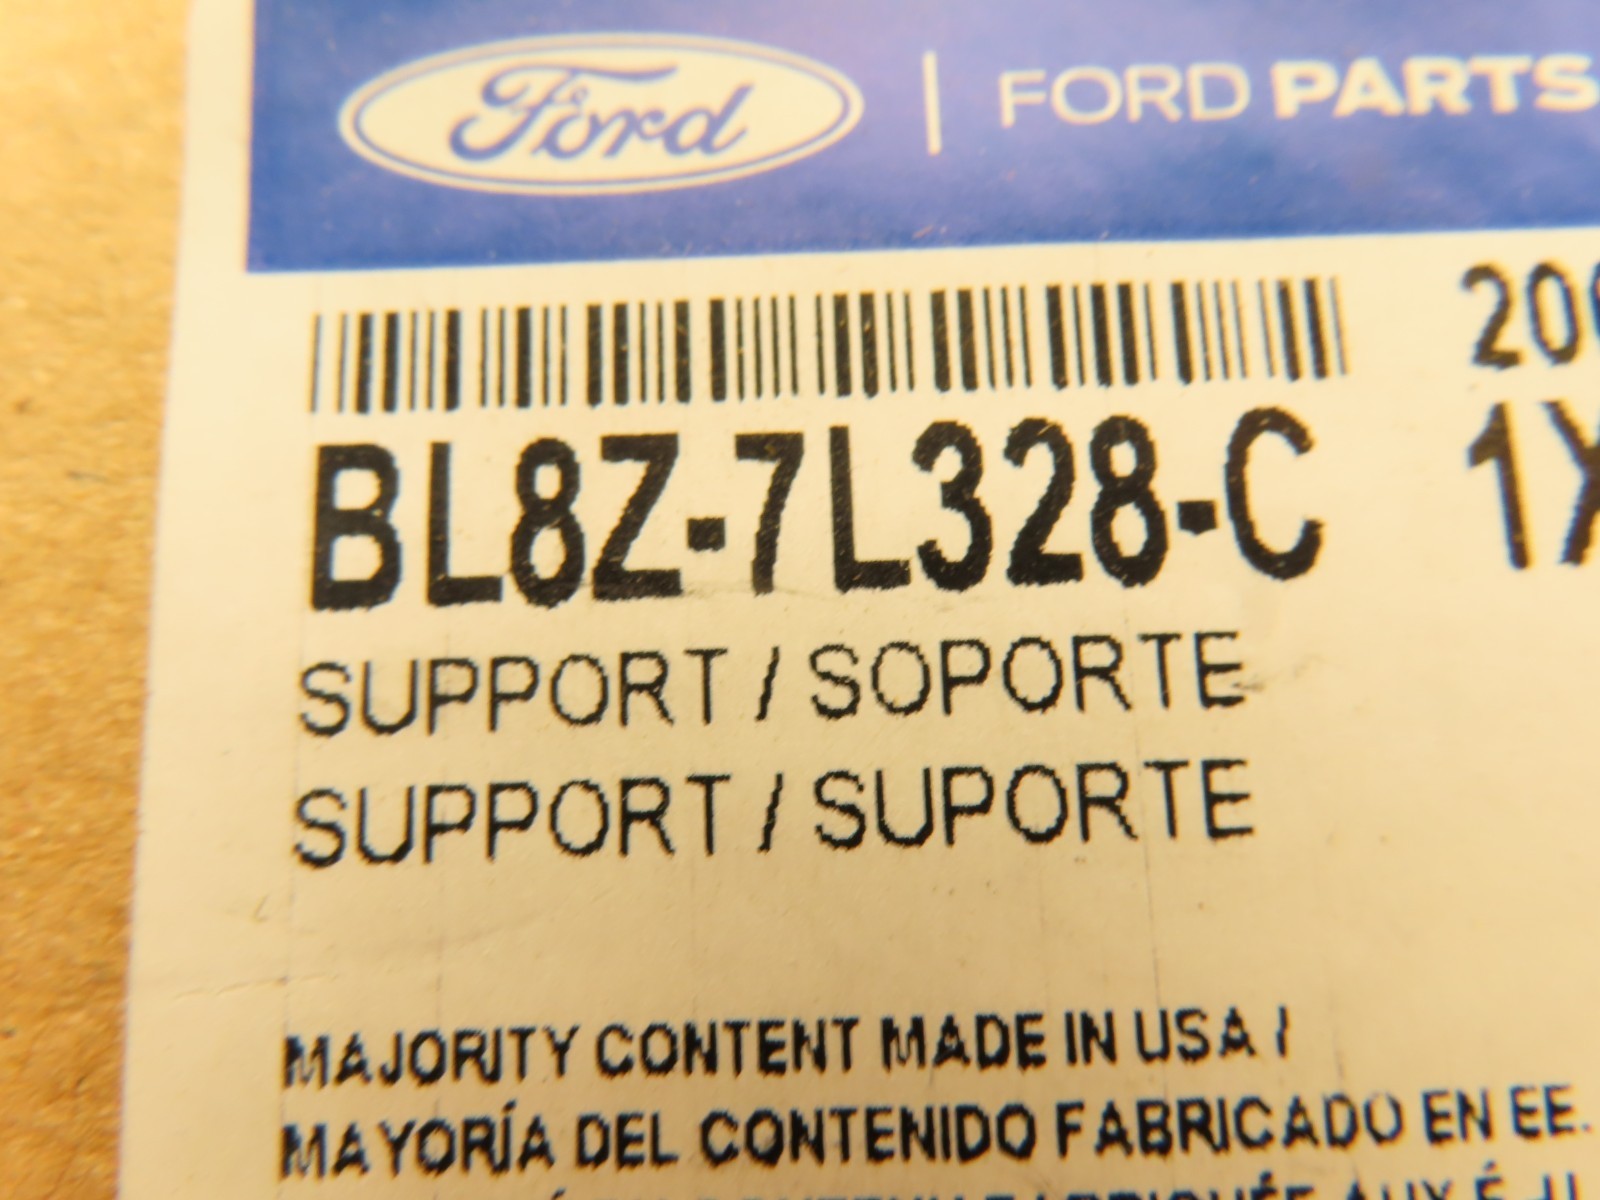 Ford | FORD PARTS
BL8Z-7L328-C
1X
SUPPORT / SOPORTE
SUPPORT / SUPORTE
MAJORITY CONTENT MADE IN USA /
MAYORÍA DEL CONTENIDO FABRICADO EN EE.